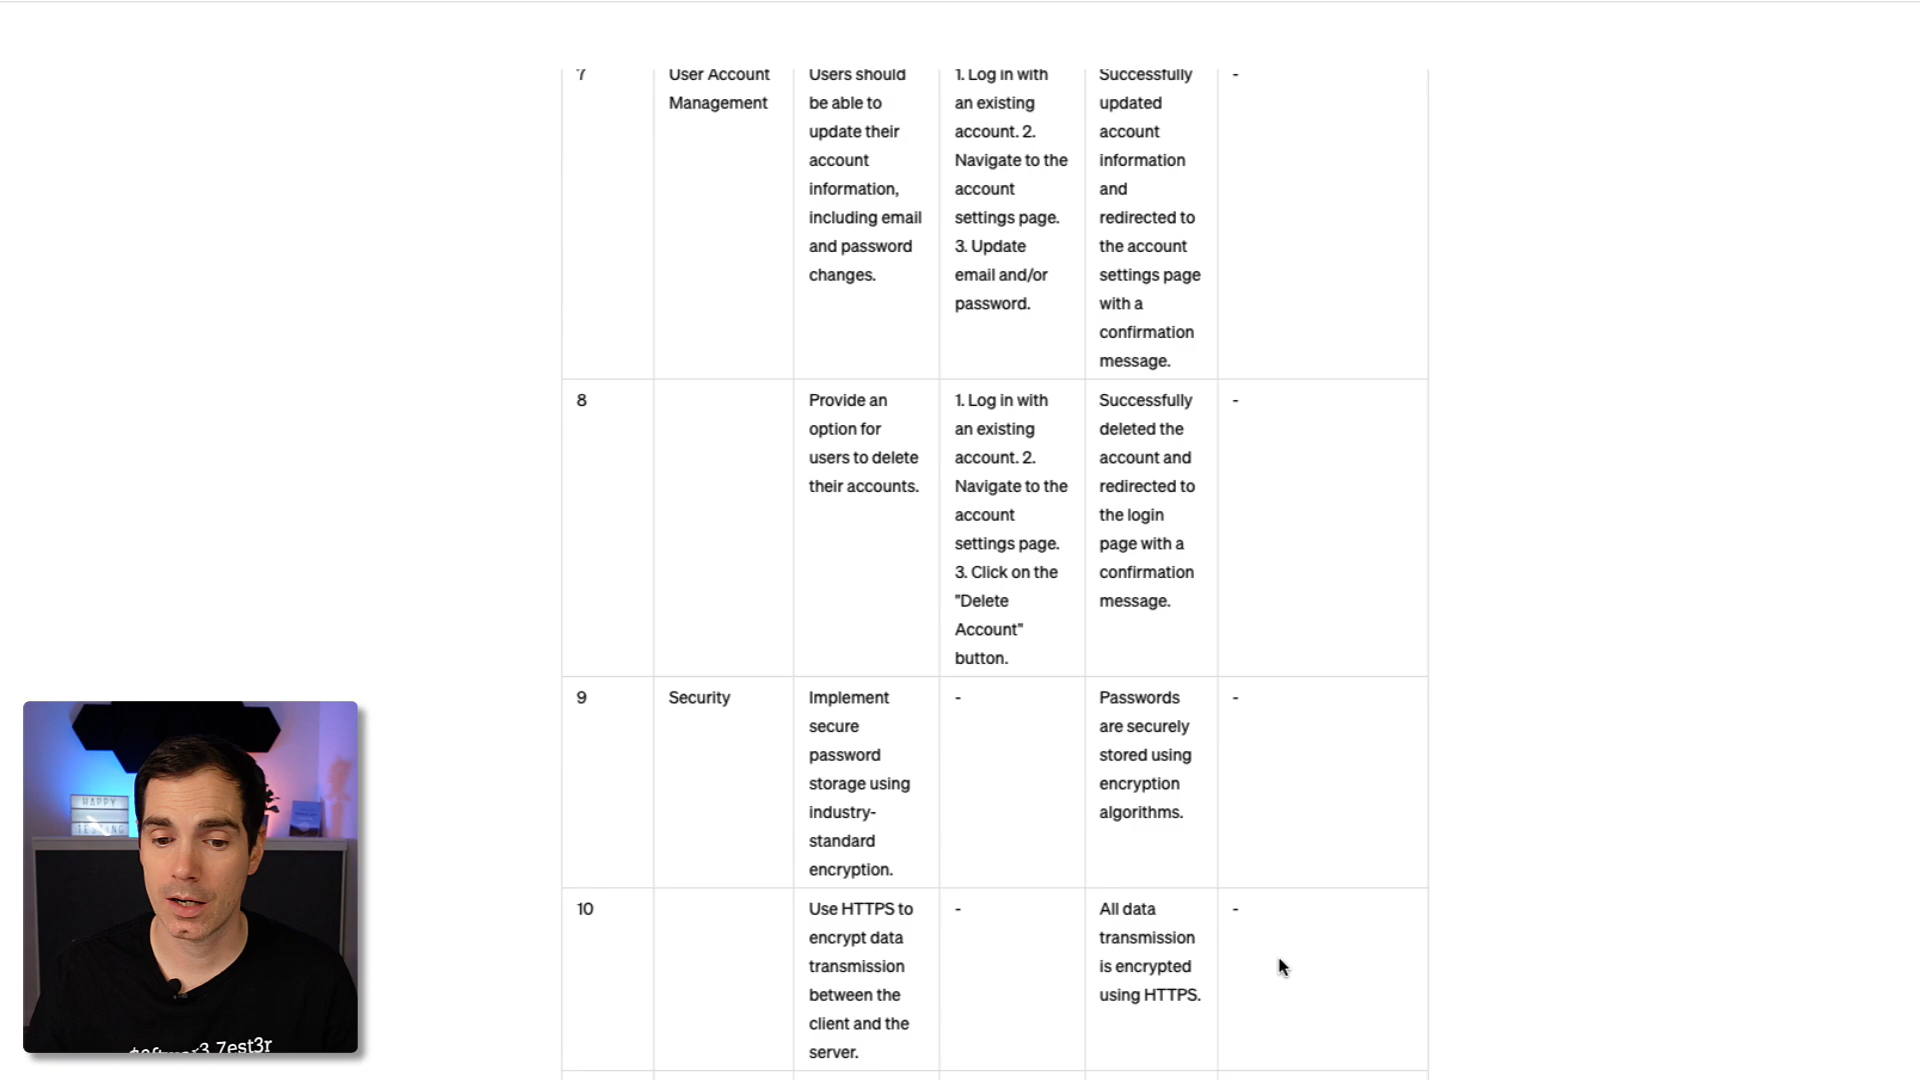 7
User Account
Management
Users should
be able to
update their
account
information,
including email
and password
changes.
1. Log in with
an existing
account. 2.
Navigate to the
account
settings page.
3. Update
email and/or
password.
Successfully
updated
account
information
and
redirected to
the account
settings page
with a
confirmation
message.
-
8
Provide an
option for
users to delete
their accounts.
1. Log in with
an existing
account. 2.
Navigate to the
account
settings page.
3. Click on the
"Delete
Account"
button.
Successfully
deleted the
account and
redirected to
the login
page with a
confirmation
message.
-
9
Security
Implement
secure
password
storage using
industry-
standard
encryption.
-
Passwords
are securely
stored using
encryption
algorithms.
-
10
Use HTTPS to
encrypt data
transmission
between the
client and the
server.
-
All data
transmission
is encrypted
using HTTPS.
-
HAPPY
TESTING
7est3r